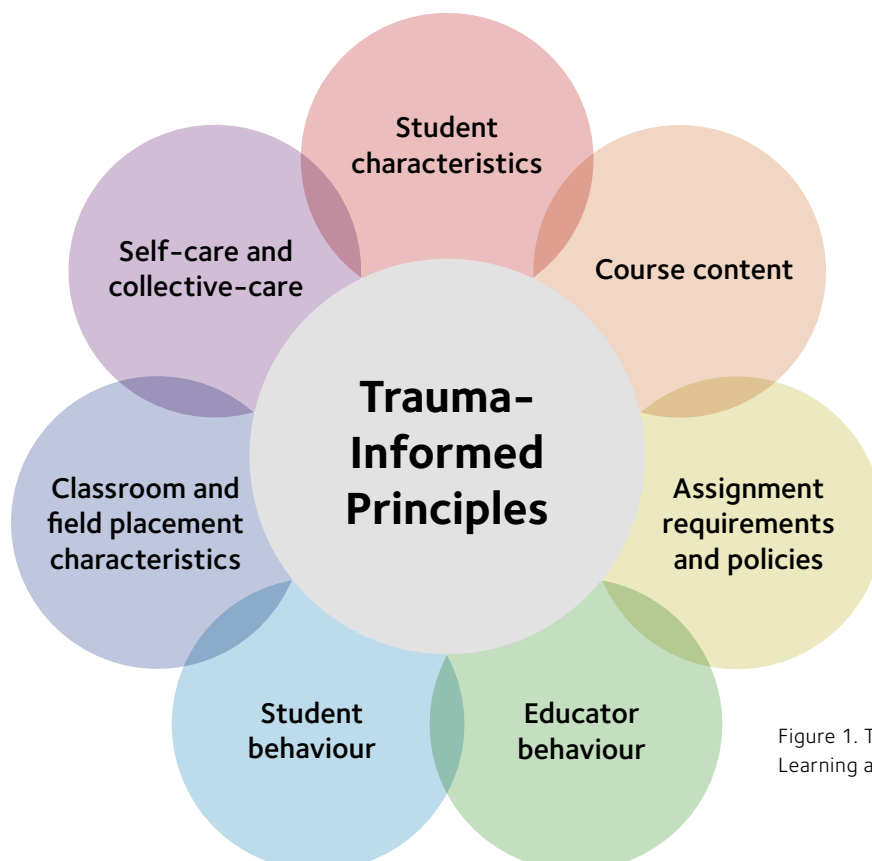 Student
characteristics
Self-care and
collective-care
Course content
Trauma-
Informed
Principles
Classroom and
field placement
characteristics
Assignment
requirements
and policies
Student
behaviour
Educator
behaviour
Figure 1. T
Learning a